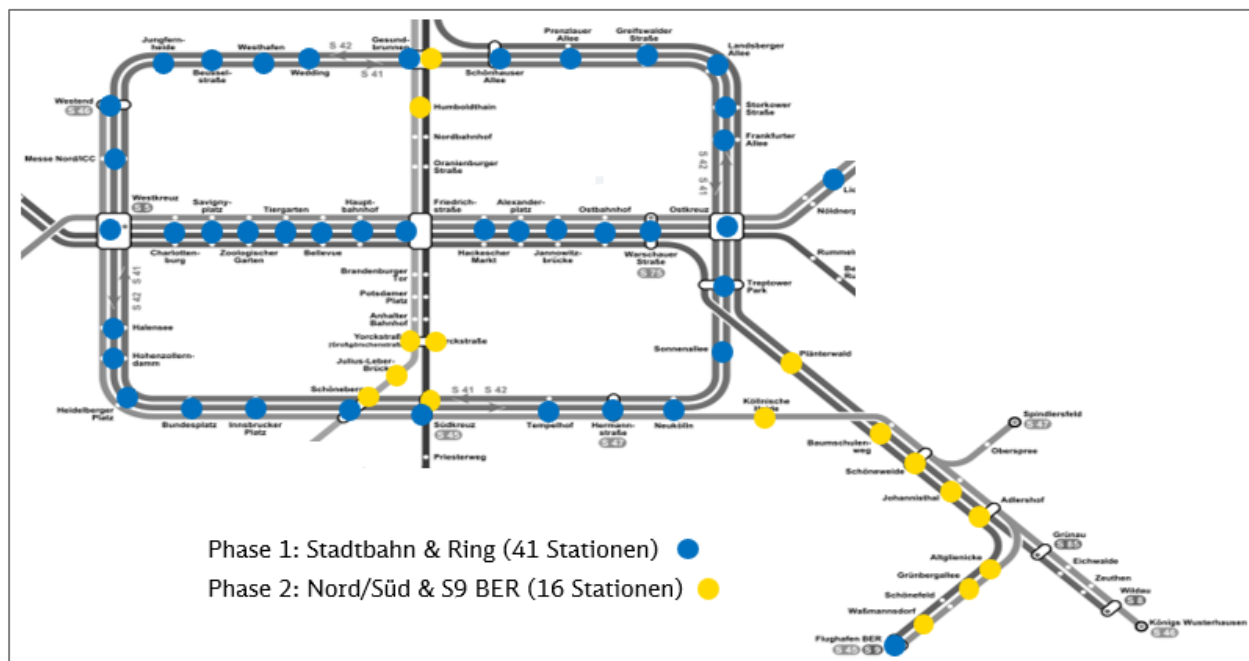 Jungfern-
heide
Westhafen
S 42
Gesund-
brunnen
Prenzlauer
Allee
Greifswalder
Straße
Landsberger
Allee
Beussel-
straße
Wedding
S 41
Schönhauser
Allee
Westend
S 46
Humboldthain
Storkower
Straße
Nordbahnhof
Frankfurter
Allee
Messe Nord/ICC
Oranienburger
Straße
S 42
S 41
Westkreuz
S 5
Savigny-
platz
Tiergarten
Haupt-
bahnhof
Friedrich-
straße
Alexander-
platz
Ostbahnhof
Ostkreuz
Nöldnerp
Charlotten-
burg
Zoologischer
Garten
Bellevue
Hackescher
Markt
Jannowitz-
brücke
Warschauer
Straße
S 75
Rummels
S 41
S 42
Brandenburger
Tor
Treptower
Park
Potsdamer
Platz
Anhalter
Bahnhof
Halensee
Yorckstraße
(Großgörschenstraße)
rckstraße
Sonnenallee
Hohenzollern-
damm
Julius-Leber-
Brück
Plänterwald
Schöneberg
S 41
S 42
Köllnische
Heidelberger
Platz
Bundesplatz
Innsbrucker
Platz
Südkreuz
S 45
Tempelhof
Hermann-
straße
S 47
Neukölln
Spindlersfeld
S 47
Baumschulen-
weg
Oberspree
Priesterweg
Schöneweide
Johannisthal
Adlershof
Phase 1: Stadtbahn & Ring (41 Stationen)
Grünau
S 85
Altglienicke
Eichwalde
Grünbergallee
Zeuthen
Phase 2: Nord/Süd & S9 BER (16 Stationen)
Schönefeld
Wildau
S 8
Waßmannsdorf
Königs Wusterhausen
S 46
Flughafen BER
S 45 S 9